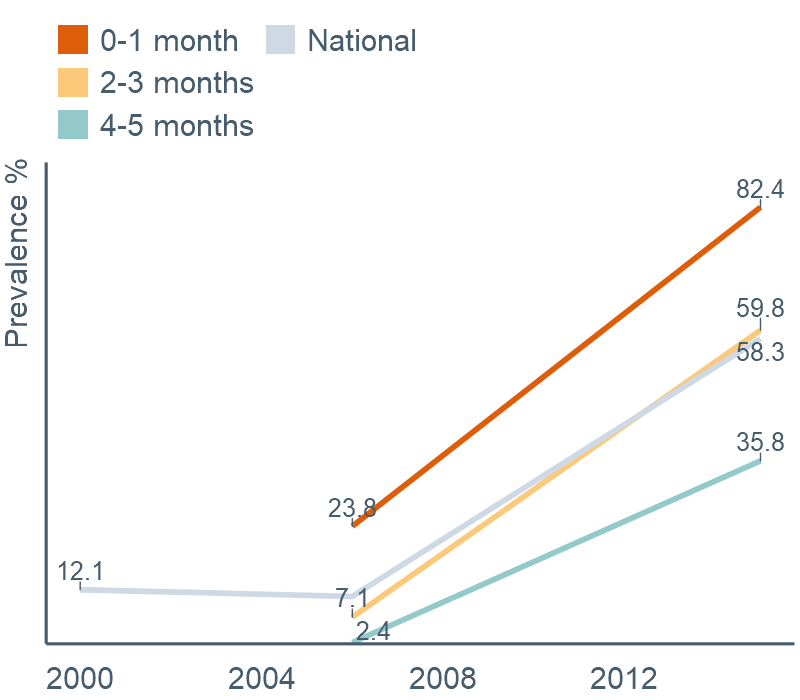 0-1 month National
2-3 months
4-5 months
Prevalence %
82.4
59.8
58.3
35.8
23.8
12.1
7.1
2.4
2000 2004 2008 2012